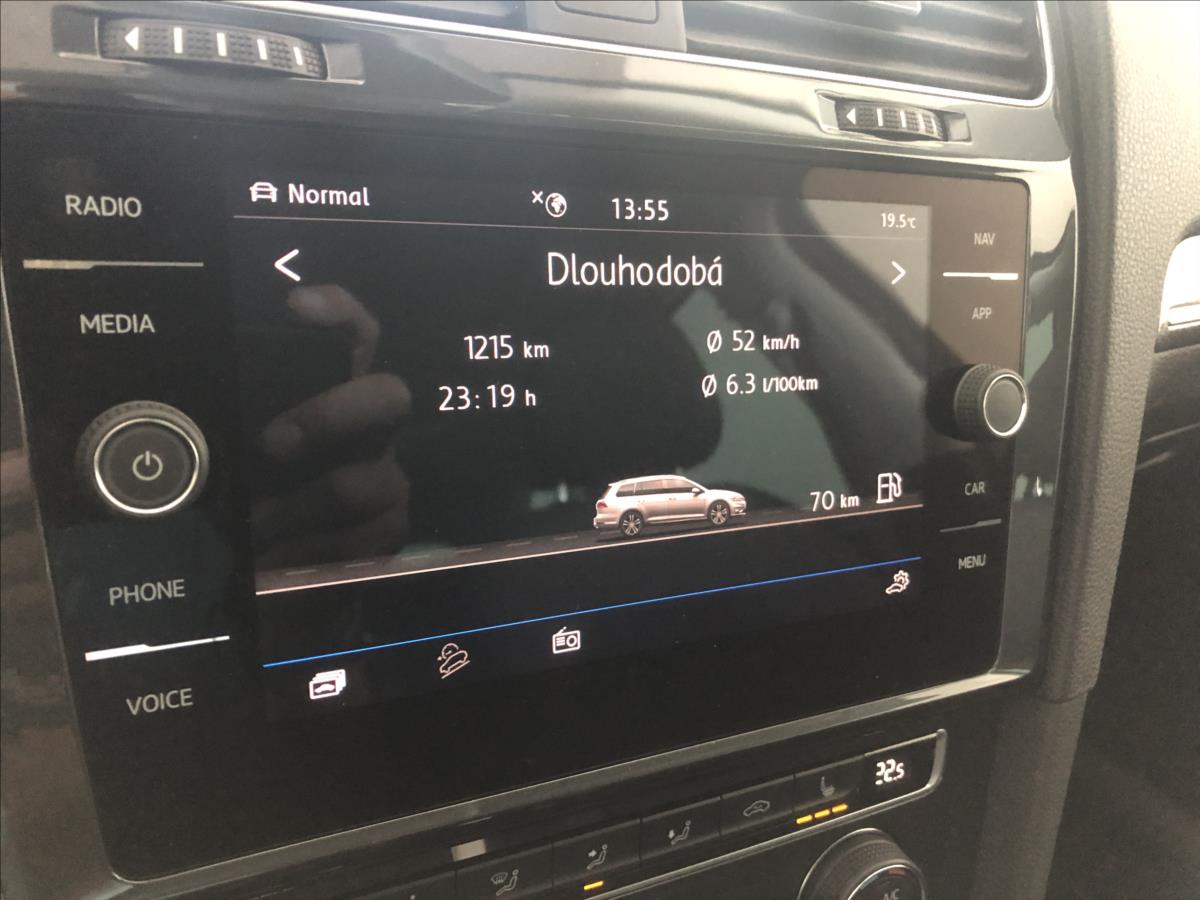 RADIO
MEDIA
PHONE
VOICE
Normal
13:55
19.5°C
Dlouhodobá
1215 km
Ø 52 km/h
23:19 h
Ø 6.3 l/100km
70 km
NAV
APP
CAR
MENU
22.5
A/C